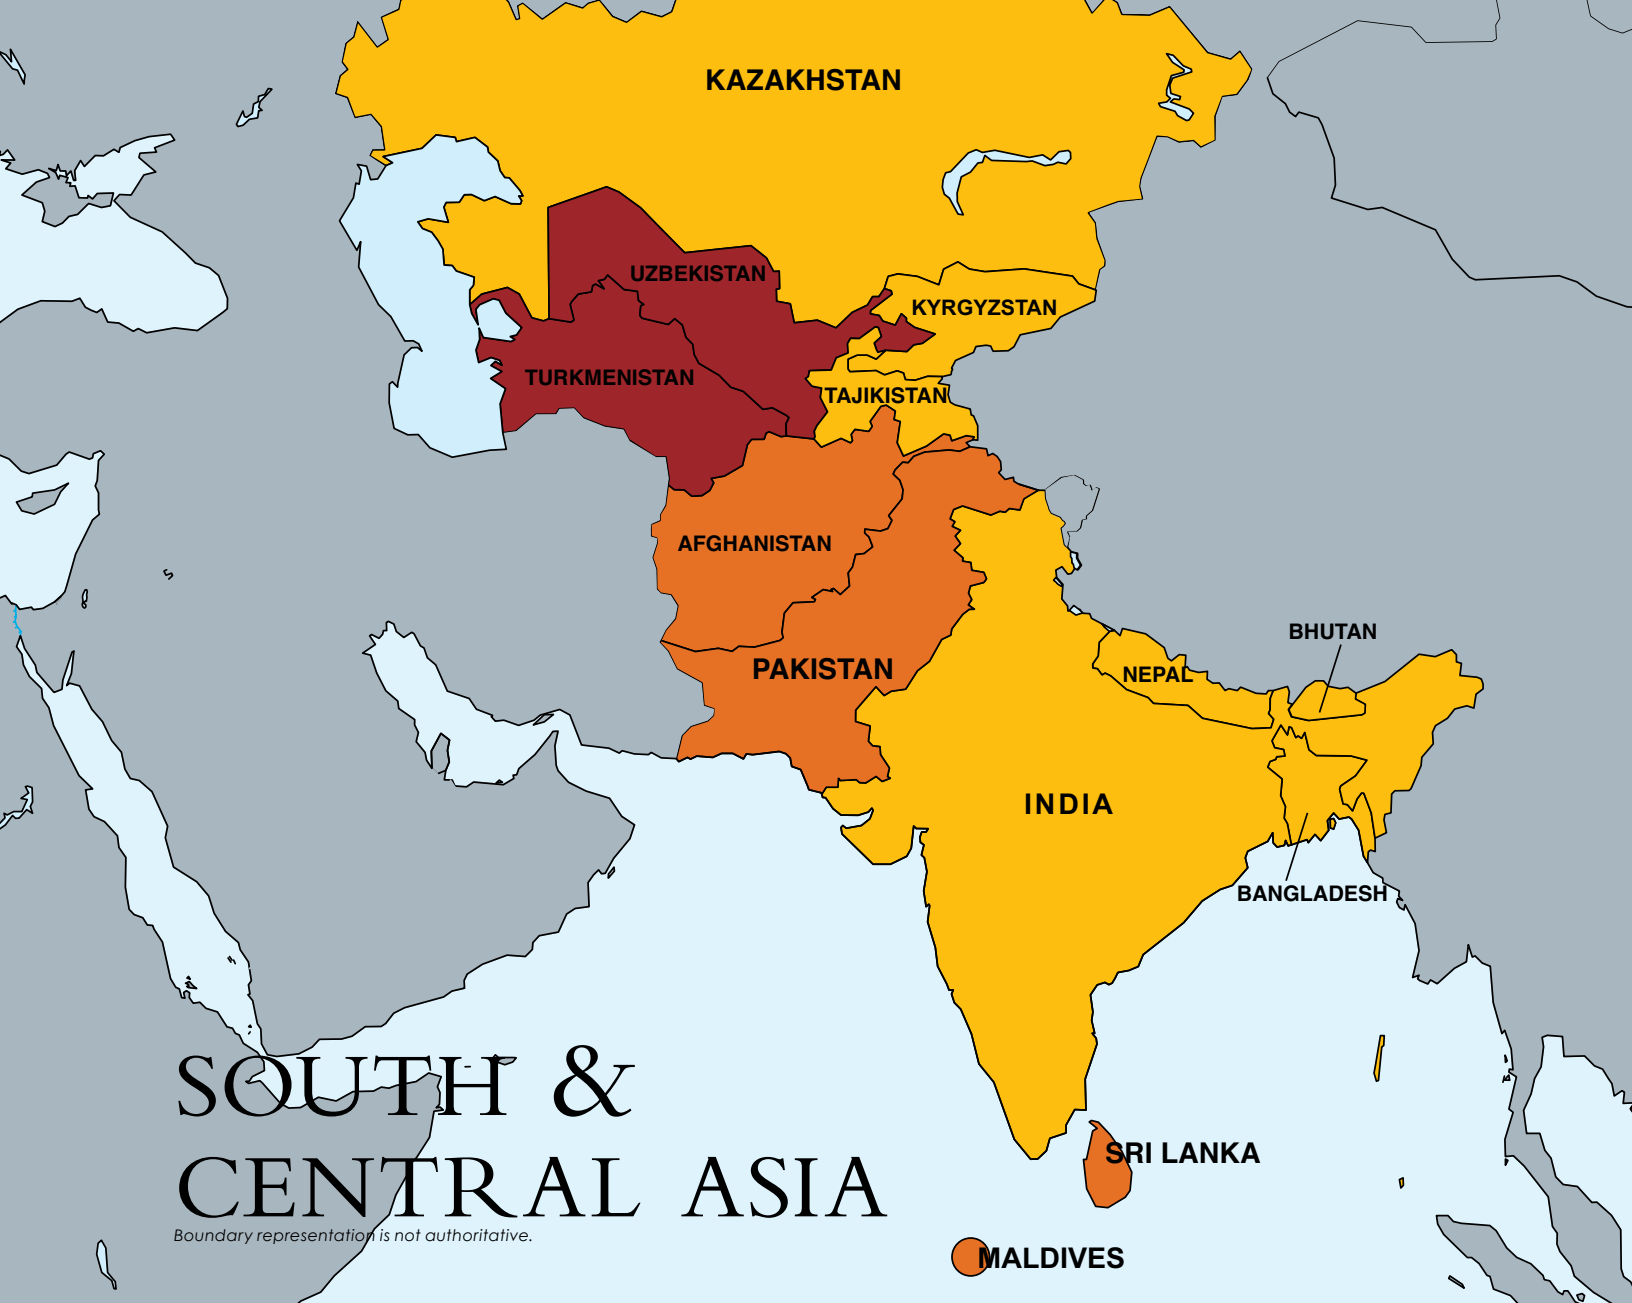 KAZAKHSTAN
UZBEKISTAN
KYRGYZSTAN
TURKMENISTAN
TAJIKISTAN
AFGHANISTAN
BHUTAN
PAKISTAN
NEPAL
INDIA
BANGLADESH
SOUTH &
CENTRAL ASIA
Boundary representation is not authoritative.
SRI LANKA
MALDIVES